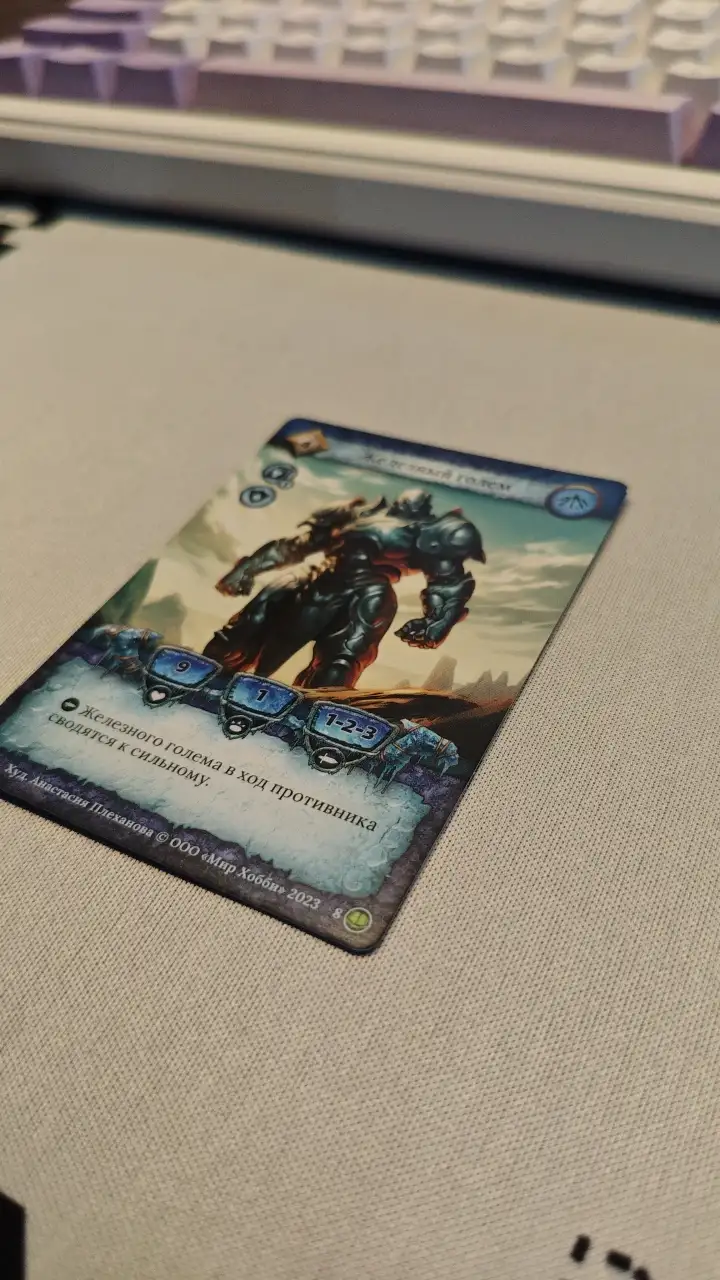 Железный голем
9
1
1-2-3
Железного голема в ход противника
сводятся к сильному.
Худ. Анастасия Плеханова © ООО «Мир Хобби» 2023
8